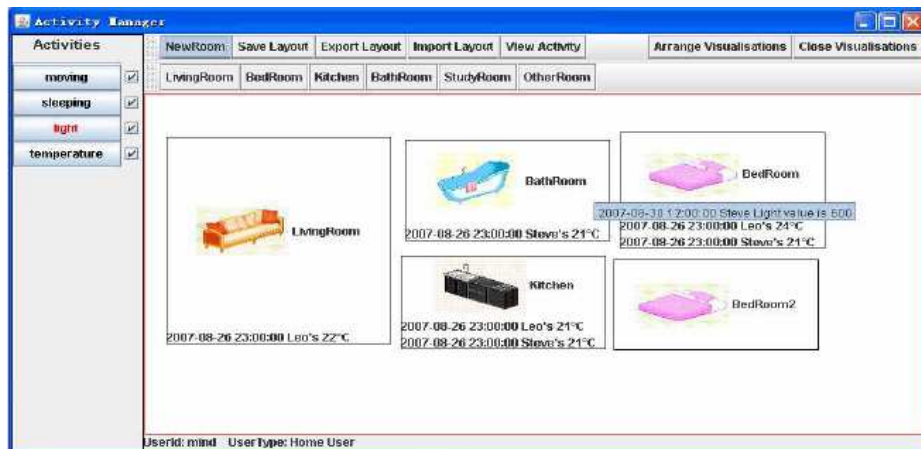 Activity Manager
Activities
NewRoom Save Layout Export Layout Import Layout View Activity Arrange Visualisations Close Visualisations
moving
LivingRoom BedRoom Kitchen BathRoom StudyRoom OtherRoom
sleeping
light
temperature
LivingRoom
2007-08-26 23:00:00 Leo's 22°C
BathRoom
2007-08-26 23:00:00 Steve's 21°C
BedRoom
2007-08-30 12:00:00 Steve Light value is 600
2007-08-26 23:00:00 Leo's 24°C
2007-08-26 23:00:00 Steve's 21°C
Kitchen
2007-08-26 23:00:00 Leo's 21°C
2007-08-26 23:00:00 Steve's 21°C
BedRoom2
UserId: mind UserType: Home User